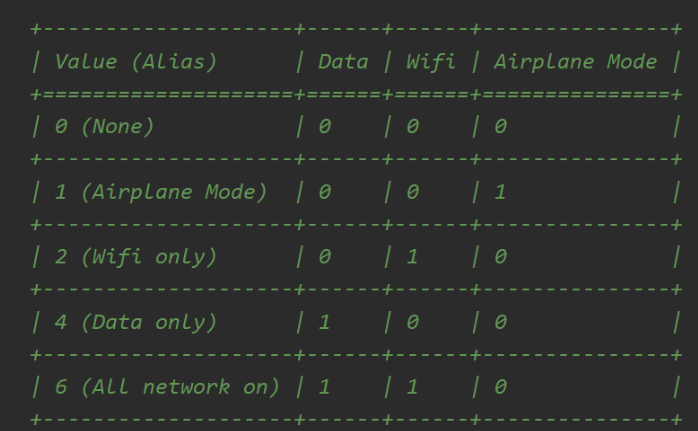 +--------------------+------+------+---------------+
| Value (Alias)      | Data | Wifi | Airplane Mode |
+====================+======+======+===============+
| 0 (None)           | 0    | 0    | 0             |
+--------------------+------+------+---------------+
| 1 (Airplane Mode)  | 0    | 0    | 1             |
+--------------------+------+------+---------------+
| 2 (Wifi only)      | 0    | 1    | 0             |
+--------------------+------+------+---------------+
| 4 (Data only)      | 1    | 0    | 0             |
+--------------------+------+------+---------------+
| 6 (All network on) | 1    | 1    | 0             |
+--------------------+------+------+---------------+